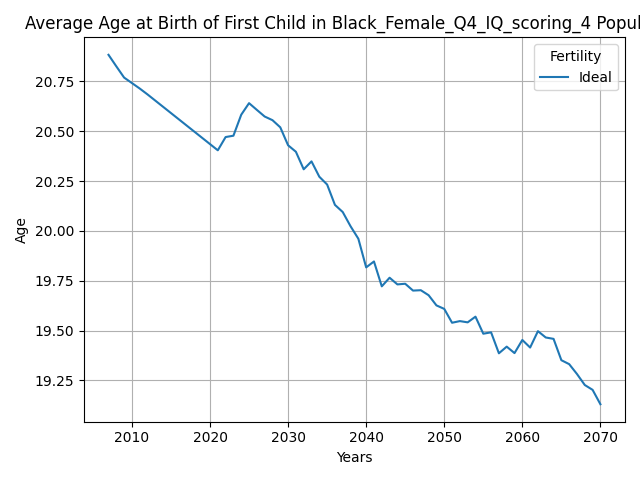 Average Age at Birth of First Child in Black_Female_Q4_IQ_scoring_4 Popul
Fertility
Ideal
20.75
20.50
20.25
20.00
19.75
19.50
19.25
Age
2010 2020 2030 2040 2050 2060 2070
Years